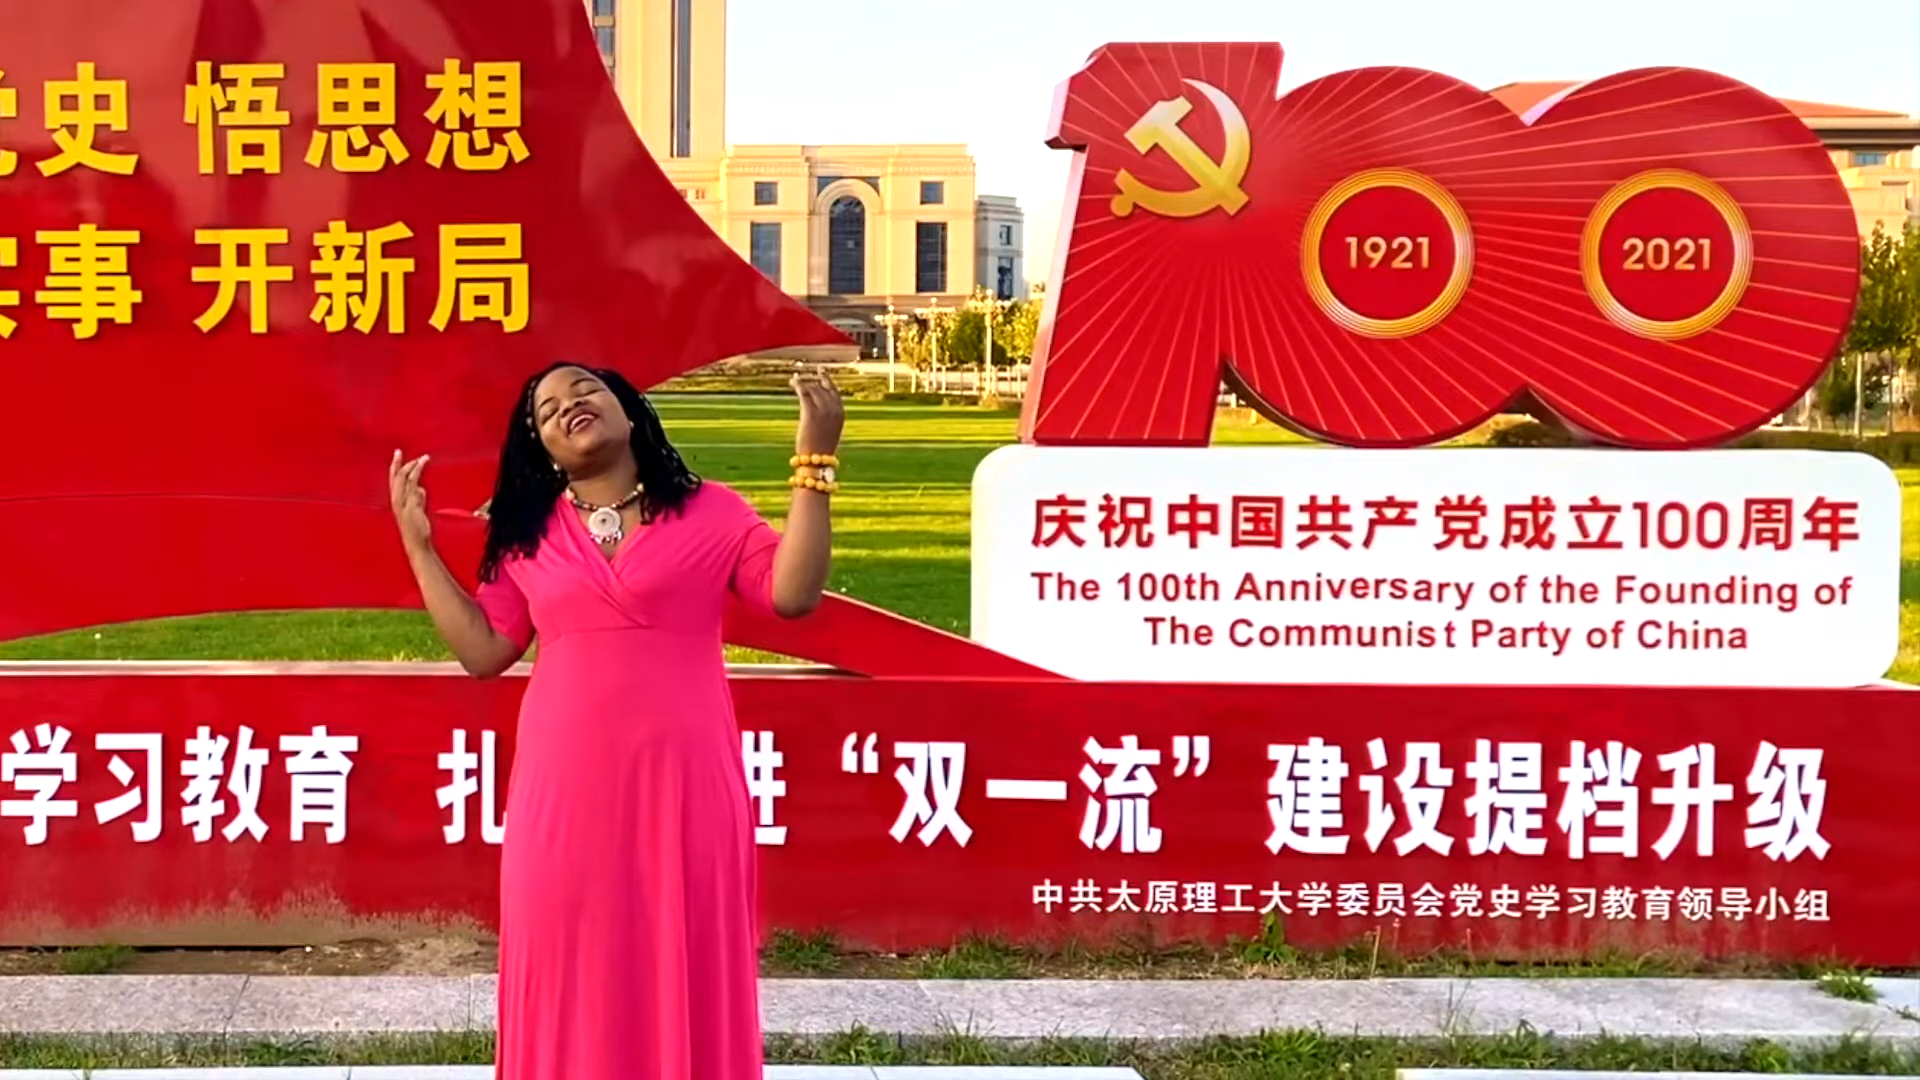 史 悟思想
事 开新局
1921
2021
庆祝中国共产党成立100周年
The 100th Anniversary of the Founding of
The Communist Party of China
学习教育 扎 进“双一流”建设提档升级
中共太原理工大学委员会党史学习教育领导小组